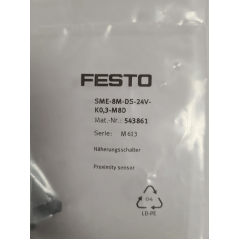 FESTO
SME-8M-DS-24V-
K0,3-M8D
Mat.-Nr.: 543861
Serie: M613
Näherungsschalter
Proximity sensor
04
LD-PE